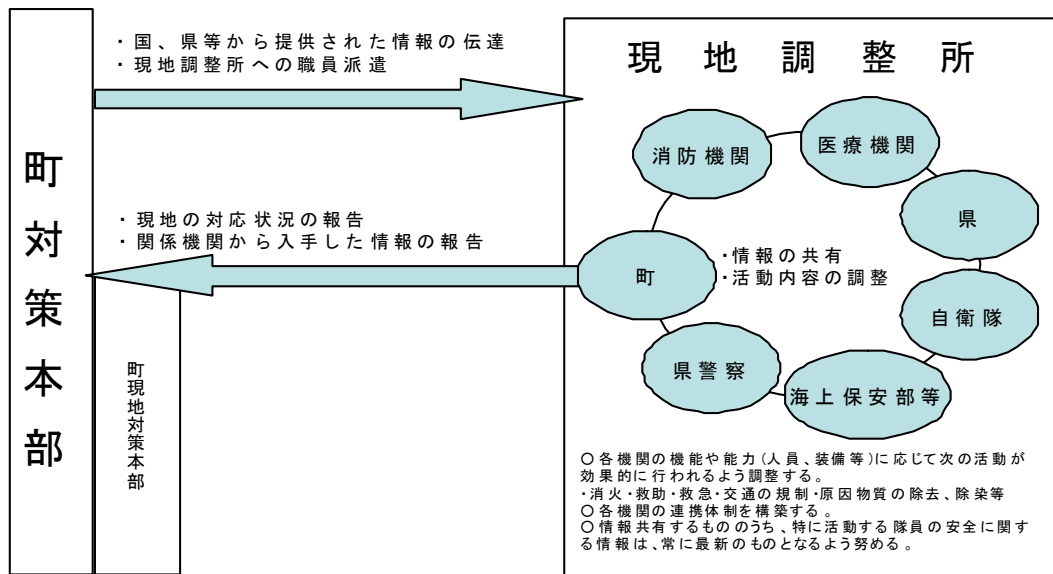 町対策本部
・国、県等から提供された情報の伝達
・現地調整所への職員派遣
・現地の対応状況の報告
・関係機関から入手した情報の報告
町現地対策本部
現地調整所
消防機関
医療機関
県
自衛隊
海上保安部等
県警察
町
・情報の共有
・活動内容の調整
〇各機関の機能や能力(人員、装備等)に応じて次の活動が
効果的に行われるよう調整する。
・消火・救助・救急・交通の規制・原因物質の除去、除染等
〇各機関の連携体制を構築する。
〇情報共有するもののうち、特に活動する隊員の安全に関す
る情報は、常に最新のものとなるよう努める。